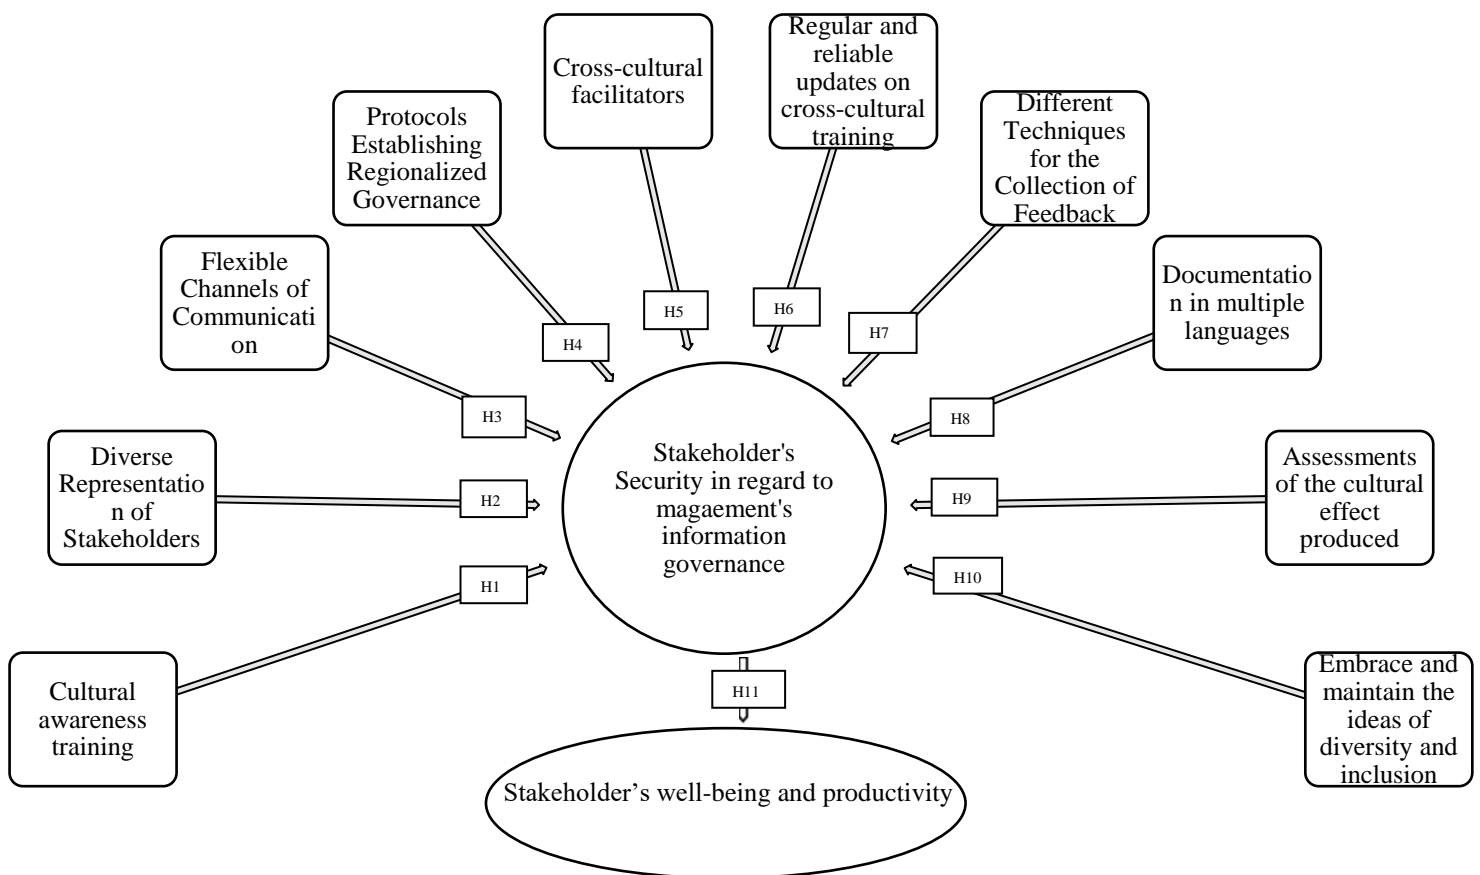 Cross-cultural
facilitators
Regular and
reliable
updates on
cross-cultural
training
Protocols
Establishing
Regionalized
Governance
Different
Techniques
for the
Collection of
Feedback
Flexible
Channels of
Communicati
on
Documentatio
n in multiple
languages
H5
H6
H7
H4
H3
H8
Diverse
Representatio
n of
Stakeholders
Stakeholder's
Security in regard to
magaement's
information
governance
Assessments
of the cultural
effect
produced
H2
H9
H1
H10
Cultural
awareness
training
H11
Embrace and
maintain the
ideas of
diversity and
inclusion
Stakeholder’s well-being and productivity